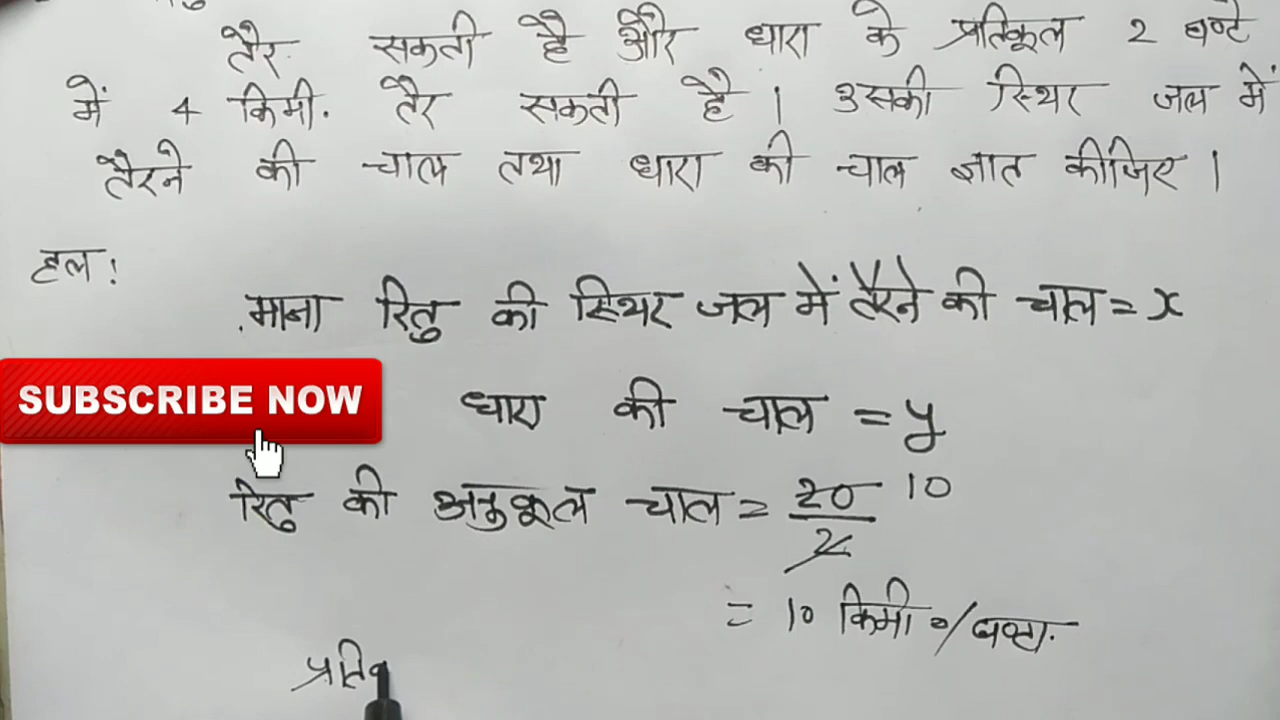 तैर सकती है और धारा के प्रतिकूल 2 घण्टे
में 4 किमी. तैर सकती है । उसकी स्थिर जल में
तैरने की चाल तथा धारा की चाल ज्ञात कीजिए ।
हल :
माना रितु की स्थिर जल में तैरने की चाल = x
SUBSCRIBE NOW
धारा की चाल = y
रितु की अनुकूल चाल = 20/2 10
= 10 किमी०/घण्टा.